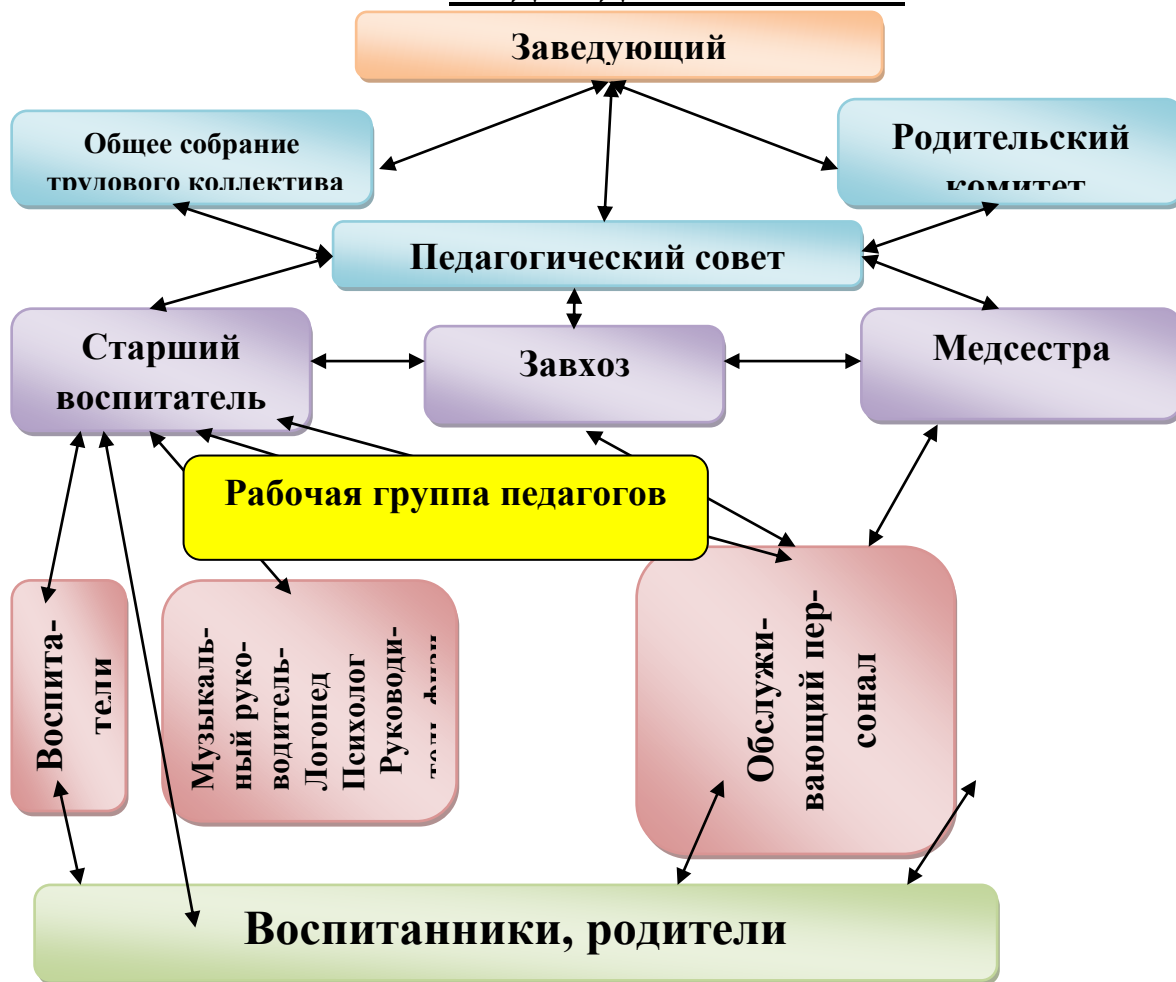 Заведующий
Общее собрание
трудового коллектива
Родительский
комитет
Педагогический совет
Старший
воспитатель
Завхоз
Медсестра
Рабочая группа педагогов
Воспита-
тели
Музыкаль-
ный руко-
водитель-
Логопед
Психолог
Руководи-
Обслужи-
вающий пер-
сонал
Воспитанники, родители